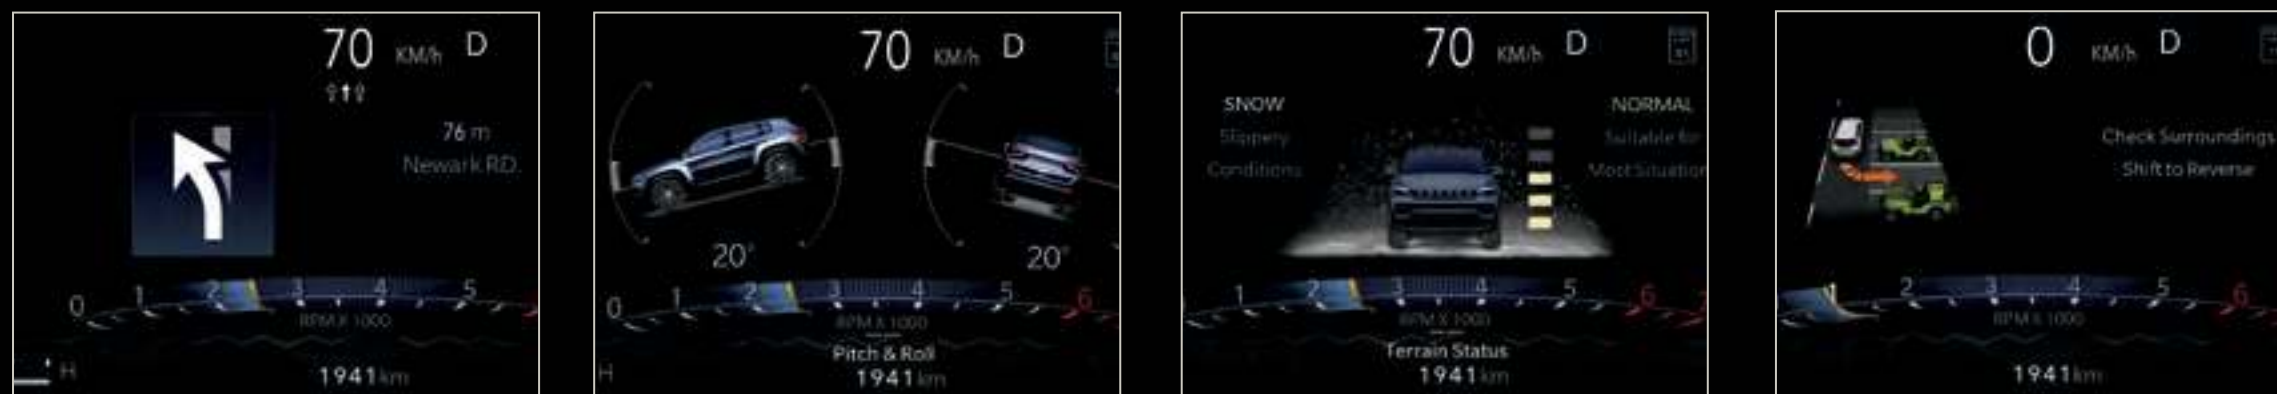 70 KM/h D
76 m
Newark RD.
0 1 2 3 4 5
RPM X 1000
H
1941 km
70 KM/h D
20° 20°
0 1 2 3 4 5 6
RPM X 1000
Pitch & Roll
H
1941 km
70 KM/h D
SNOW
Slippery
Conditions
NORMAL
Suitable for
Most Situation
1 2 3 4 5 6
RPM X 1000
Terrain Status
1941 km
0 KM/h D
Check Surroundings
Shift to Reverse
1 2 3 4 5 6
RPM X 1000
1941 km